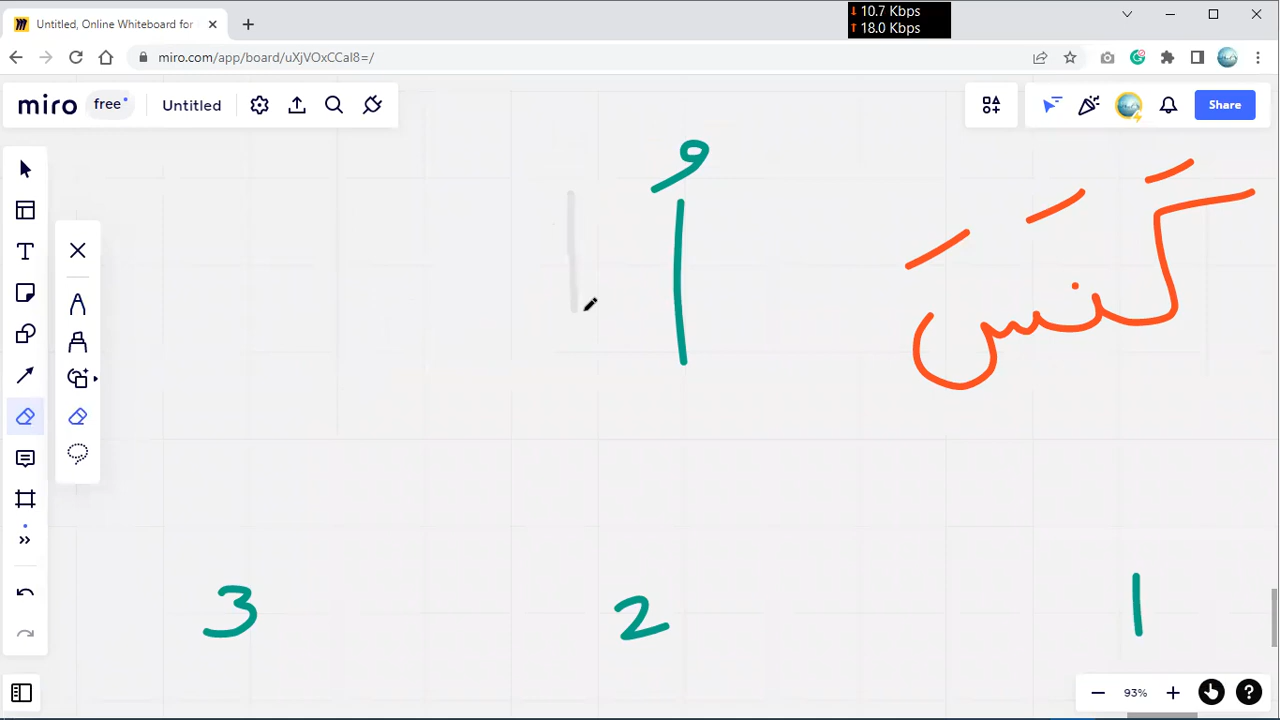 Untitled, Online Whiteboard for
10.7 Kbps
18.0 Kbps
miro.com/app/board/uXjVOxCCaI8=/
miro free Untitled Share
كَنَسَ اُ
1 2 3
93%